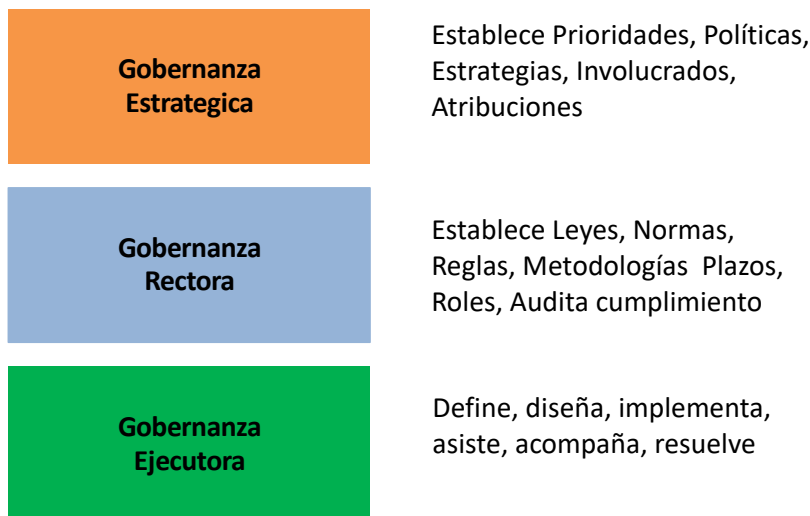 Gobernanza
Estrategica
Establece Prioridades, Políticas,
Estrategias, Involucrados,
Atribuciones
Gobernanza
Rectora
Establece Leyes, Normas,
Reglas, Metodologías  Plazos,
Roles, Audita cumplimiento
Gobernanza
Ejecutora
Define, diseña, implementa,
asiste, acompaña, resuelve